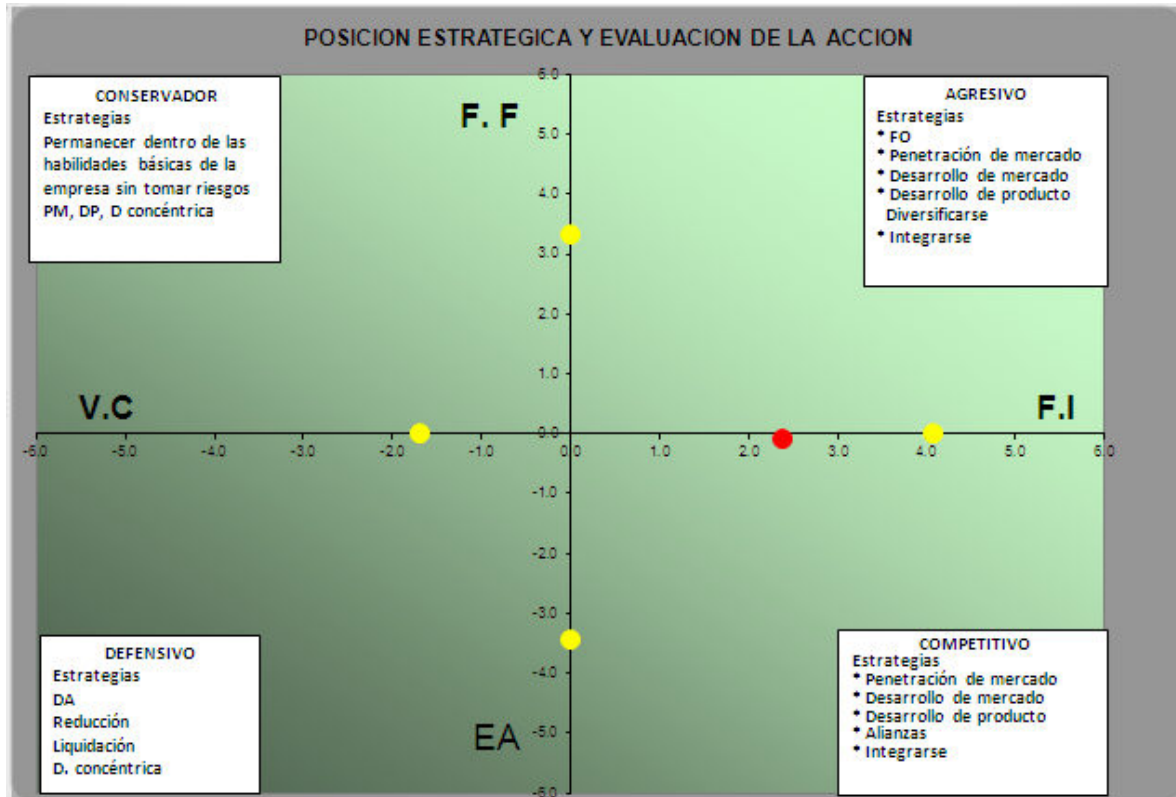 POSICION ESTRATEGICA Y EVALUACION DE LA ACCION
CONSERVADOR
Estrategias
Permanecer dentro de las
habilidades básicas de la
empresa sin tomar riesgos
PM, DP, D concéntrica
F. F
AGRESIVO
Estrategias
* FO
* Penetración de mercado
* Desarrollo de mercado
* Desarrollo de producto
Diversificarse
* Integrarse
6.0
5.0
4.0
3.0
2.0
1.0
0.0
-1.0
-2.0
-3.0
-4.0
-5.0
-6.0
V.C
F.I
-6.0 -5.0 -4.0 -3.0 -2.0 -1.0 0.0 1.0 2.0 3.0 4.0 5.0 6.0
DEFENSIVO
Estrategias
DA
Reducción
Liquidación
D. concéntrica
EA
COMPETITIVO
Estrategias
* Penetración de mercado
* Desarrollo de mercado
* Desarrollo de producto
* Alianzas
* Integrarse